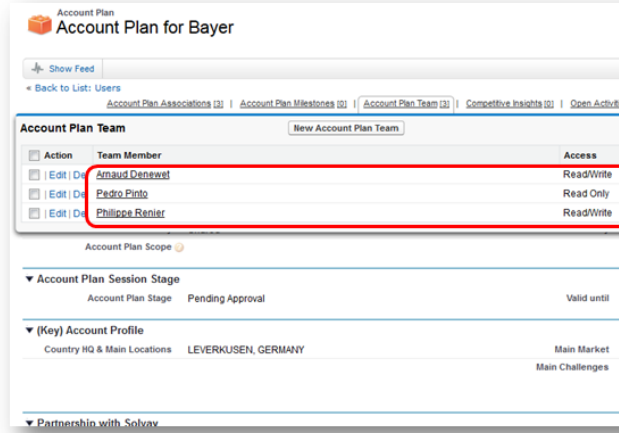 Account Plan
Account Plan for Bayer
Show Feed
« Back to List: Users
Account Plan Associations [3] | Account Plan Milestones [0] | Account Plan Team [3] | Competitive Insights [0] | Open Activiti
Account Plan Team New Account Plan Team
Action Team Member Access
| Edit | De Arnaud Denewet Read/Write
| Edit | De Pedro Pinto Read Only
| Edit | De Philippe Renier Read/Write
Account Plan Scope
▼ Account Plan Session Stage
Account Plan Stage Pending Approval Valid until
▼ (Key) Account Profile
Country HQ & Main Locations LEVERKUSEN, GERMANY Main Market
Main Challenges
▼ Partnership with Solvay